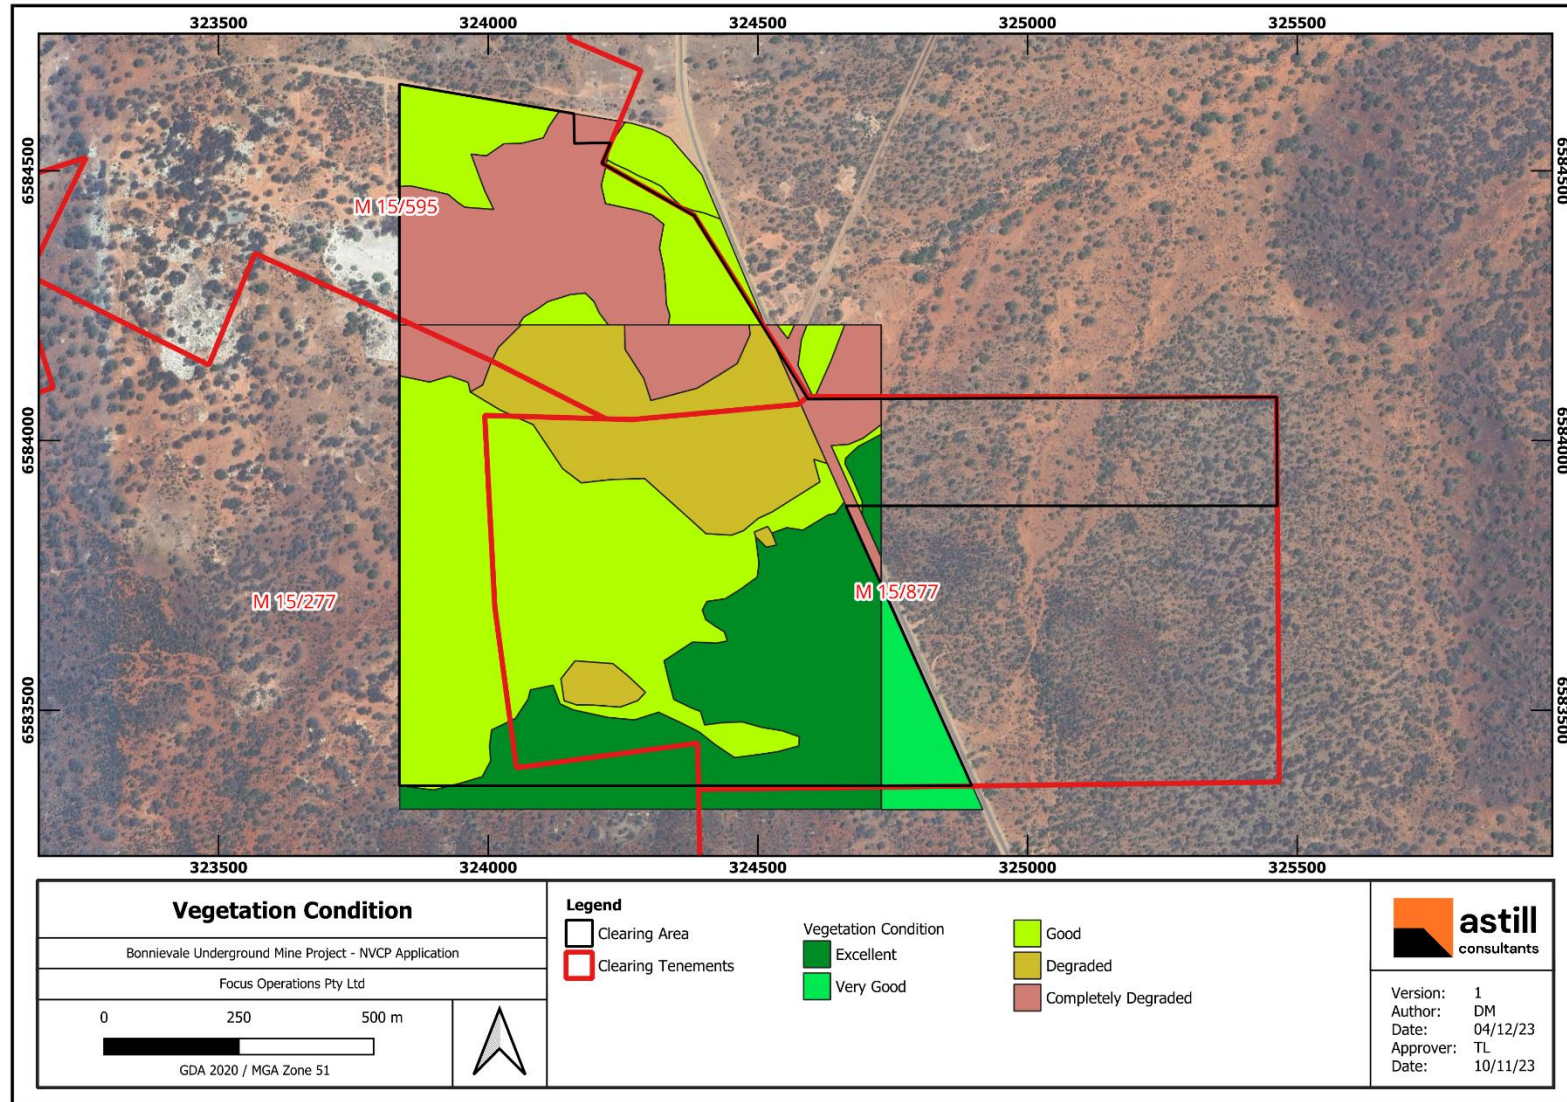 323500 324000 324500 325000 325500
6584500 6584500
M 15/595
6584000 6584000
M 15/877
M 15/277
6583500 6583500
323500 324000 324500 325000 325500
Vegetation Condition
Bonnievale Underground Mine Project - NVCP Application
Focus Operations Pty Ltd
0 250 500 m
GDA 2020 / MGA Zone 51
Legend
Clearing Area
Clearing Tenements
Vegetation Condition
Excellent
Very Good
Good
Degraded
Completely Degraded
astill
consultants
Version: 1
Author: DM
Date: 04/12/23
Approver: TL
Date: 10/11/23